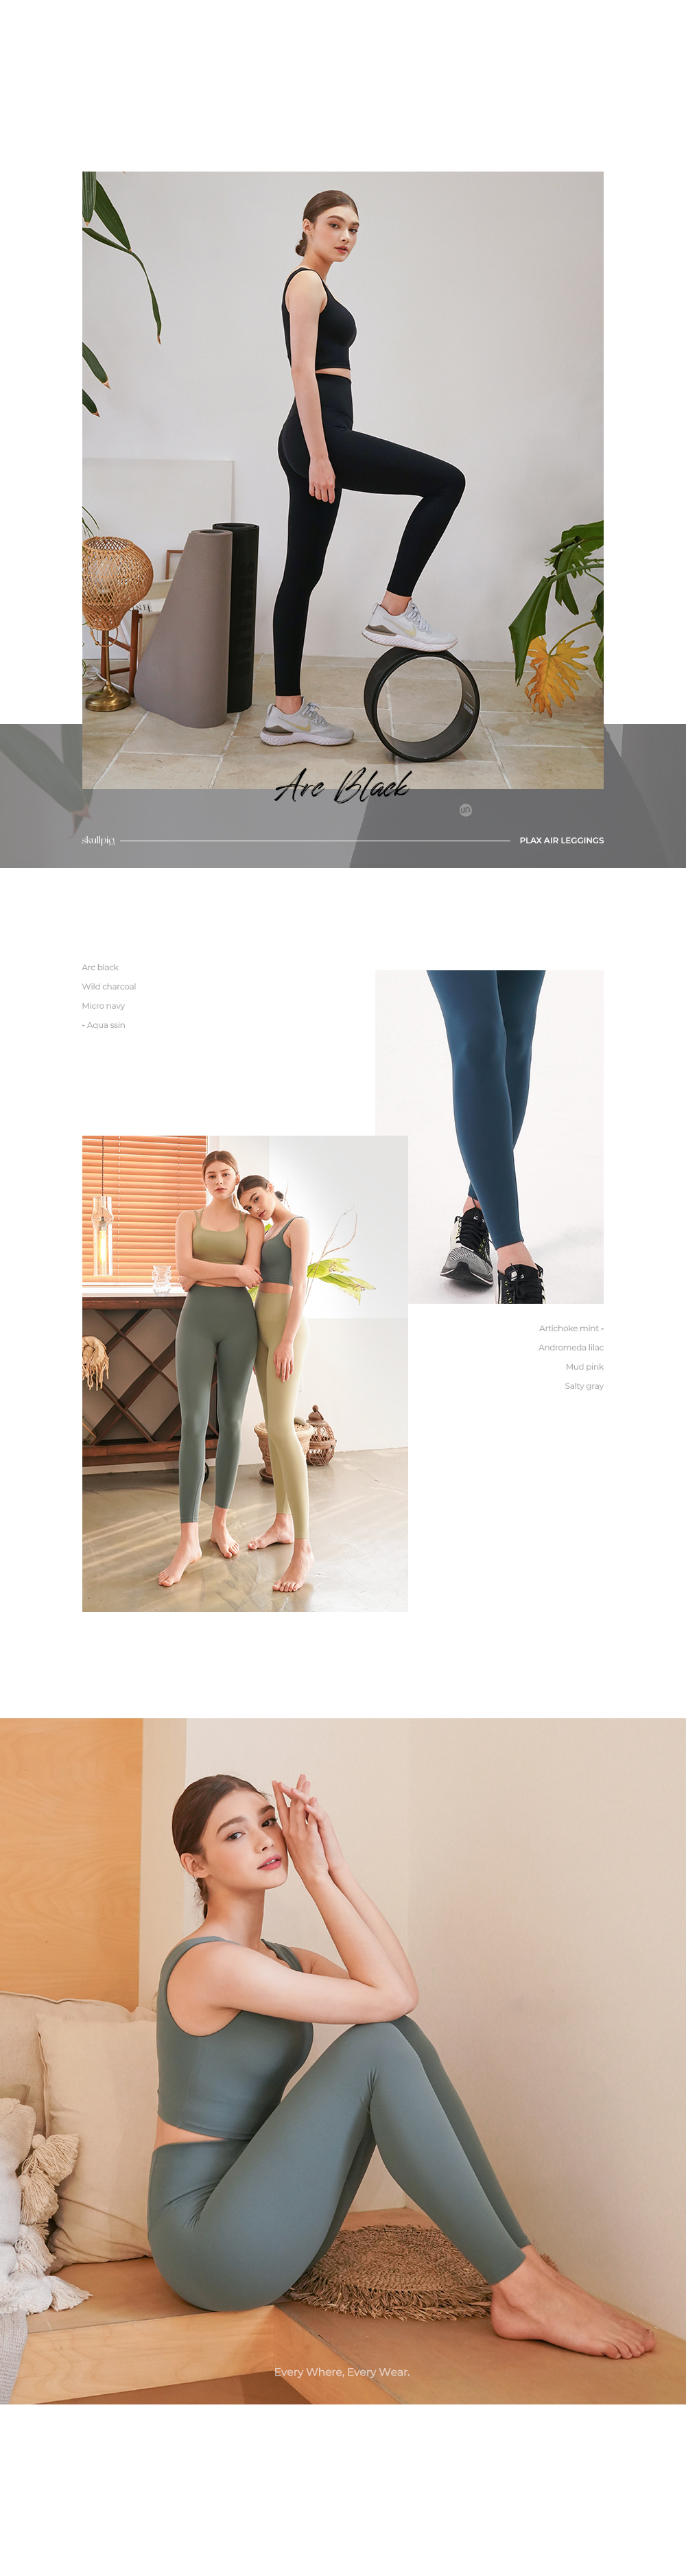 Arc Black
skullpig
PLAX AIR LEGGINGS
Arc black
Wild charcoal
Micro navy
- Aqua ssin
Artichoke mint -
Andromeda lilac
Mud pink
Salty gray
Every Where, Every Wear.